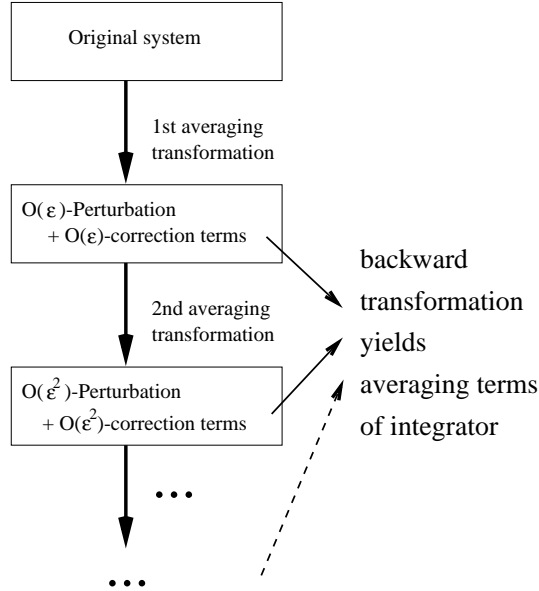 Original system
1st averaging
transformation
O(ε)-Perturbation
+ O(ε)-correction terms
2nd averaging
transformation
O(ε²)-Perturbation
+ O(ε²)-correction terms
backward
transformation
yields
averaging terms
of integrator
•••
•••